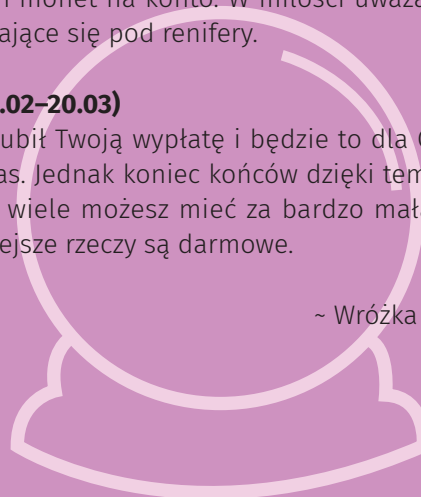 monet na konto. W miłości uważa
ające się pod renifery.
.02–20.03)
ubił Twoją wypłatę i będzie to dla
as. Jednak koniec końców dzięki tem
wiele możesz mieć za bardzo mał
ejsze rzeczy są darmowe.
~ Wróżka